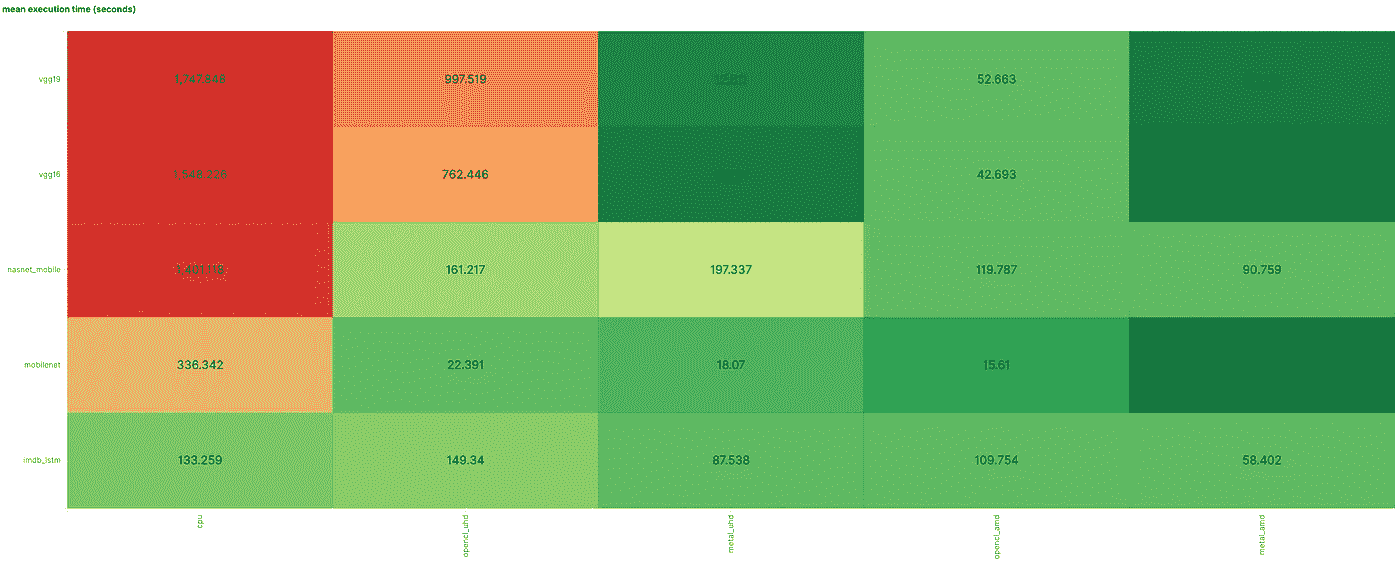 mean execution time (seconds)
vgg19 997.519 52.663
vgg16 762.446 42.693
nasnet_mobile 161.217 197.337 119.787 90.759
mobilenet 336.342 22.391 18.07 15.61
imdb_lstm 133.259 149.34 87.538 109.754 58.402
cpu opencl_uhd metal_uhd opencl_amd metal_amd